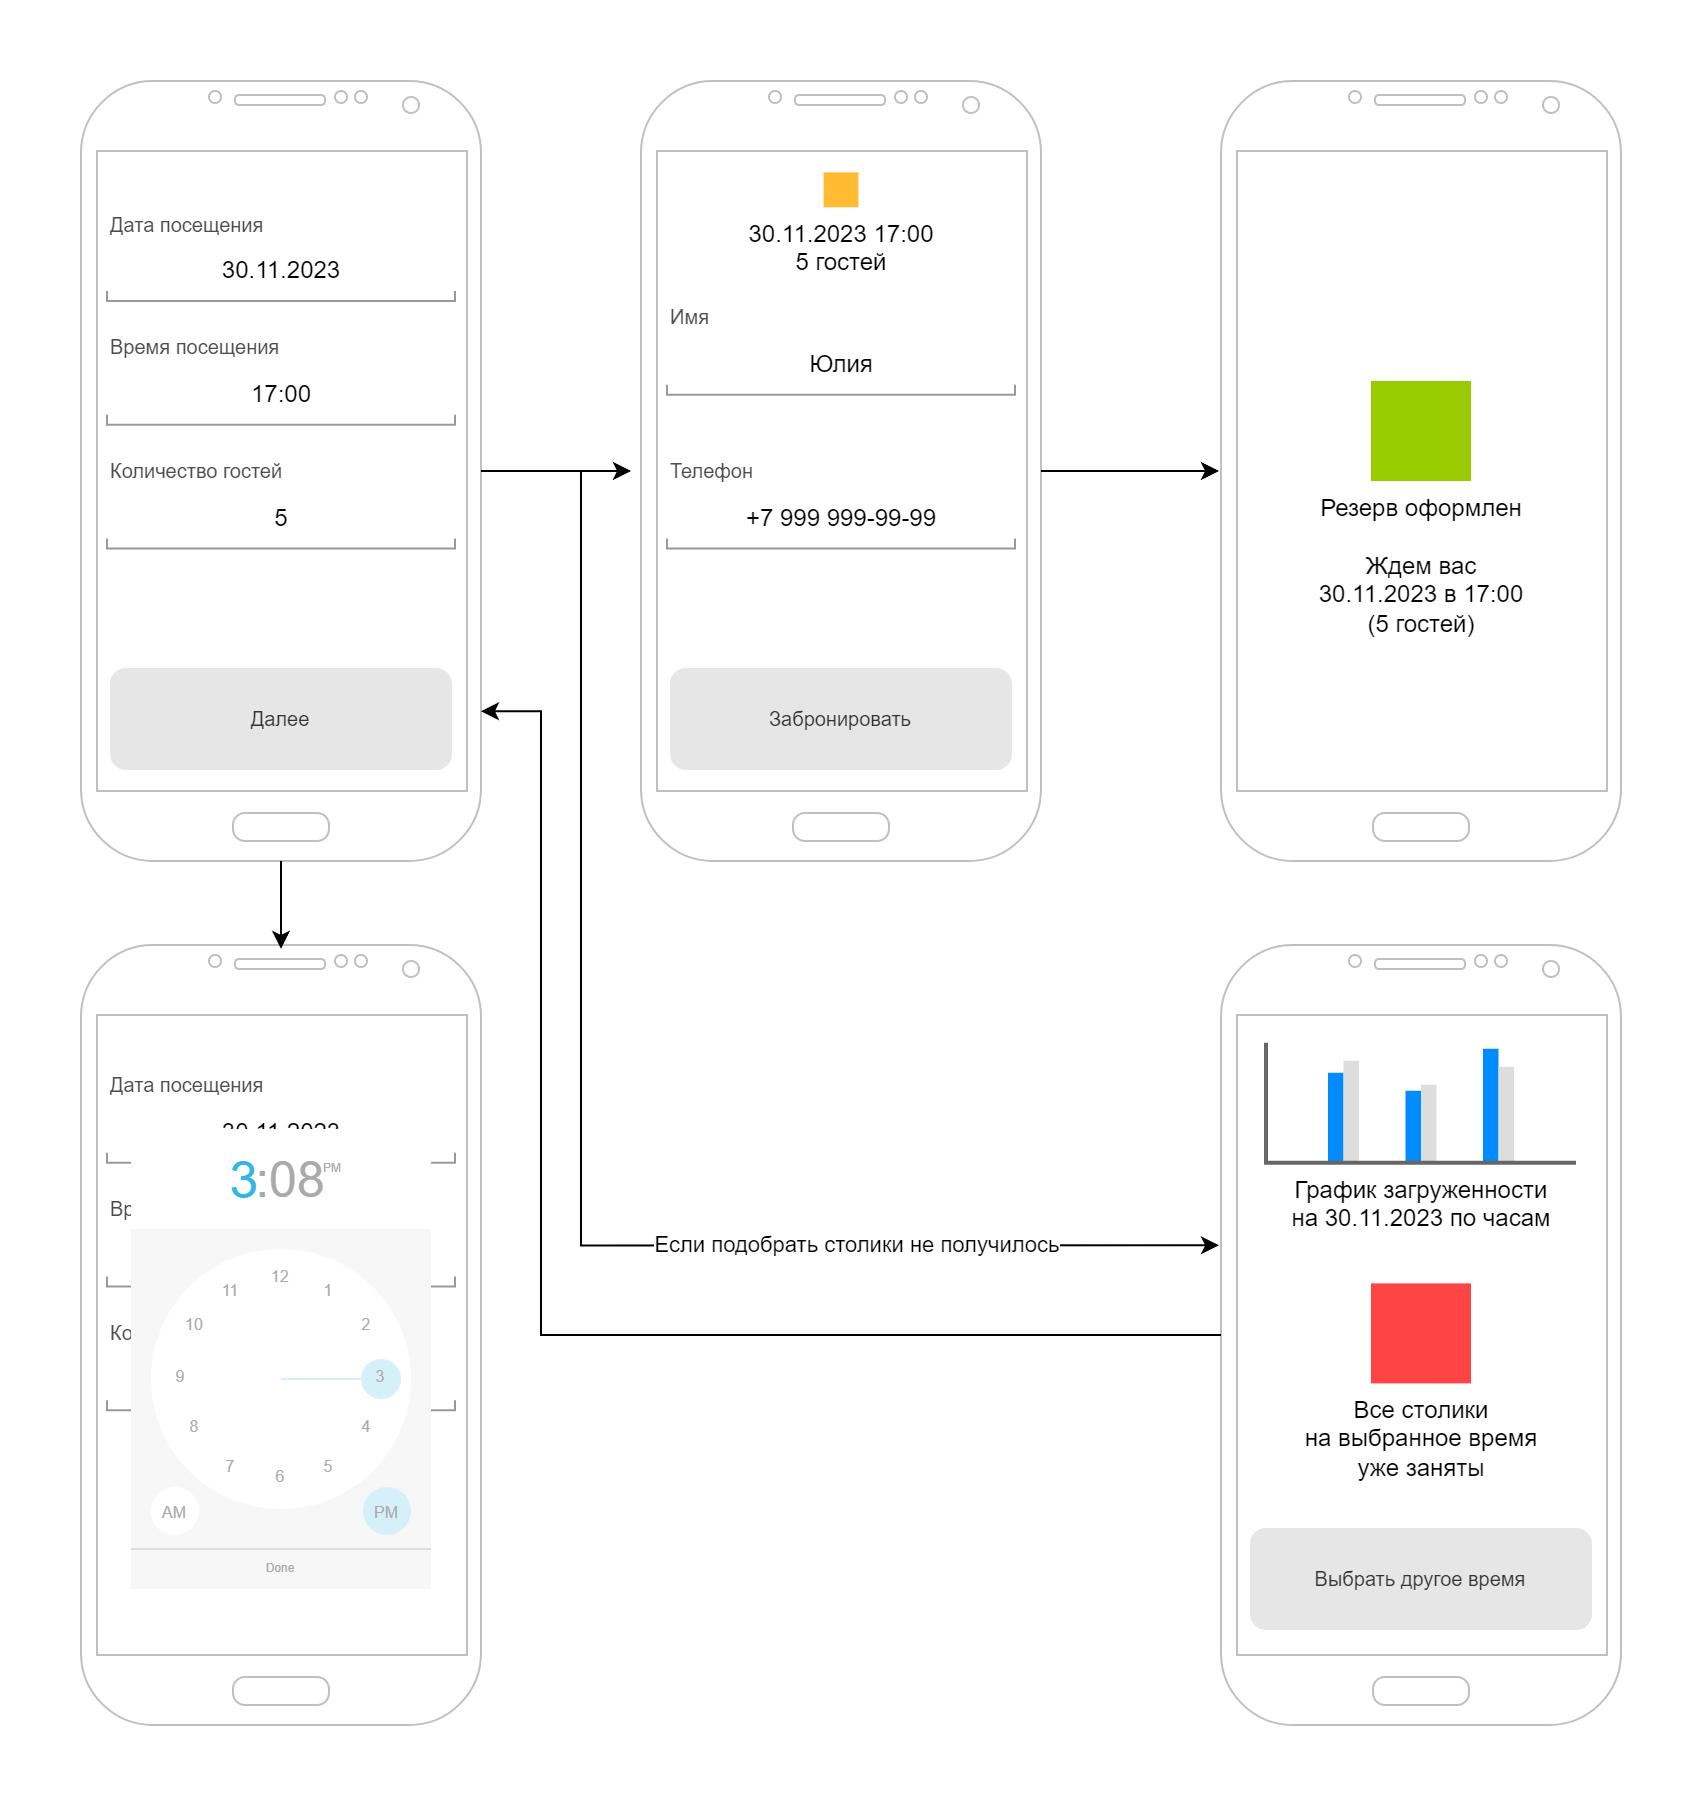 Дата посещения
30.11.2023
Время посещения
17:00
Количество гостей
5
Далее
30.11.2023 17:00
5 гостей
Имя
Юлия
Телефон
+7 999 999-99-99
Забронировать
Резерв оформлен
Ждем вас
30.11.2023 в 17:00
(5 гостей)
Дата посещения
30.11.2023
3:08 PM
Вр
Ко
12
11
1
10
2
9
3
8
4
7
5
6
AM
PM
Done
Если подобрать столики не получилось
График загруженности
на 30.11.2023 по часам
Все столики
на выбранное время
уже заняты
Выбрать другое время